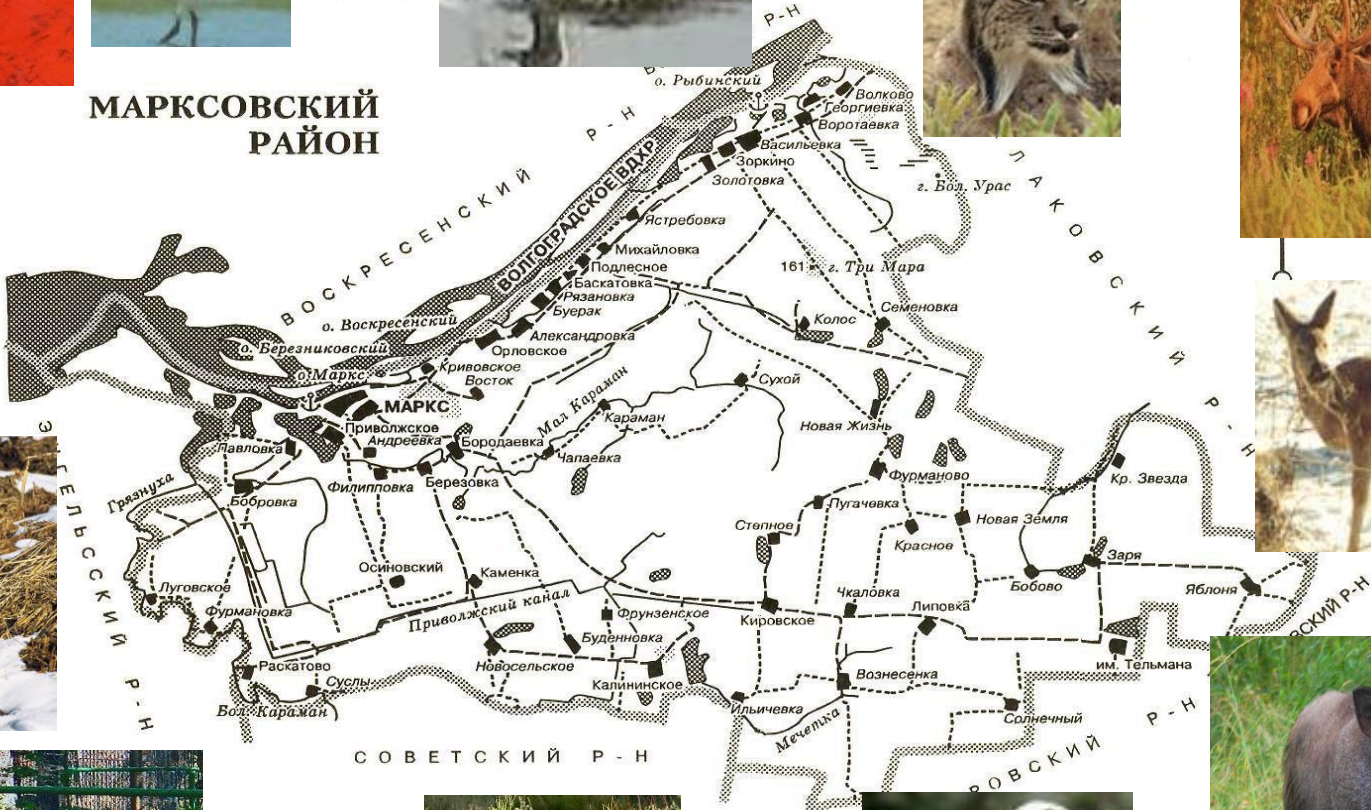 МАРКСОВСКИЙ
РАЙОН
Р-Н
о. Рыбинский
Волково
Георгиевка
Воротаевка
Васильевка
Зоркино
Золотовка
г. Бол. Урас
ВОСКРЕСЕНСКИЙ Р-Н
ВОЛГОГРАДСКОЕ ВДХР.
Ястребовка
Михайловка
Подлесное
Баскатовка
Рязановка
Буерак
161
г. Три Мара
Семеновка
Колос
о. Воскресенский
Александровка
Орловское
о. Березниковский
Кривовское
Восток
о. Маркс
МАРКС
Сухой
Мал Караман
Караман
Новая Жизнь
Приволжское
Андреевка
Бородаевка
Чапаевка
Павловка
Филипповка
Березовка
Фурманово
Кр. Звезда
Грязнуха
Бобровка
Пугачевка
Степное
Новая Земля
Красное
Заря
Осиновский
Каменка
Бобово
Яблоня
Луговское
Фурмановка
Приволжский канал
Фрунзенское
Чкаловка
Липовка
Кировское
Буденновка
Раскатово
Суслы
Новосельское
Калининское
Вознесенка
им. Тельмана
Бол. Караман
Ильичевка
Мечетка
Солнечный
СОВЕТСКИЙ Р-Н
ЭНГЕЛЬССКИЙ Р-Н
ЛАКОВСКИЙ Р-Н
РОВСКИЙ Р-Н
ВСКИЙ Р-Н